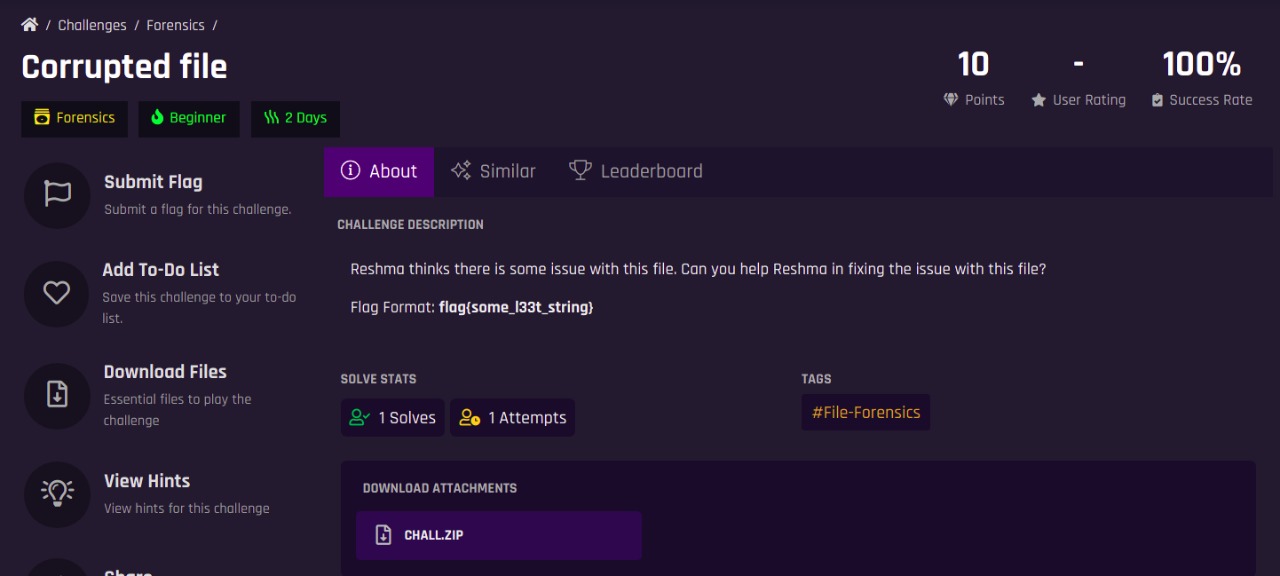 / Challenges / Forensics /
Corrupted file
10 - 100%
Points User Rating Success Rate
Forensics Beginner 2 Days
Submit Flag
Submit a flag for this challenge.
Add To-Do List
Save this challenge to your to-do
list.
Download Files
Essential files to play the
challenge
View Hints
View hints for this challenge
Share
About Similar Leaderboard
CHALLENGE DESCRIPTION
Reshma thinks there is some issue with this file. Can you help Reshma in fixing the issue with this file?
Flag Format: flag{some_l33t_string}
SOLVE STATS
1 Solves 1 Attempts
TAGS
#File-Forensics
DOWNLOAD ATTACHMENTS
CHALL.ZIP